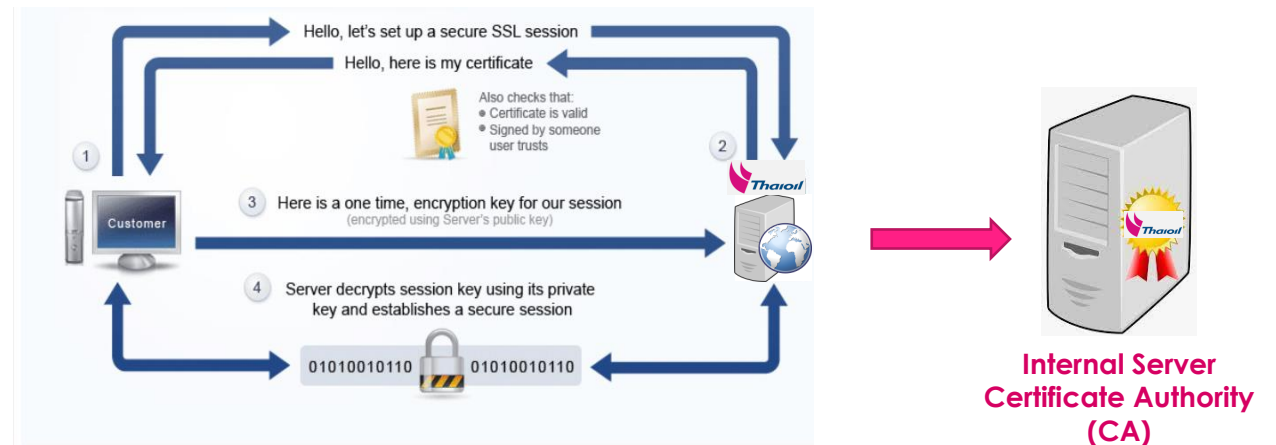 Hello, let's set up a secure SSL session
Hello, here is my certificate
Also checks that:
• Certificate is valid
• Signed by someone
user trusts
1
2
Thaioil
Customer
3 Here is a one time, encryption key for our session
(encrypted using Server's public key)
4 Server decrypts session key using its private
key and establishes a secure session
01010010110 01010010110
Thaioil
Internal Server
Certificate Authority
(CA)